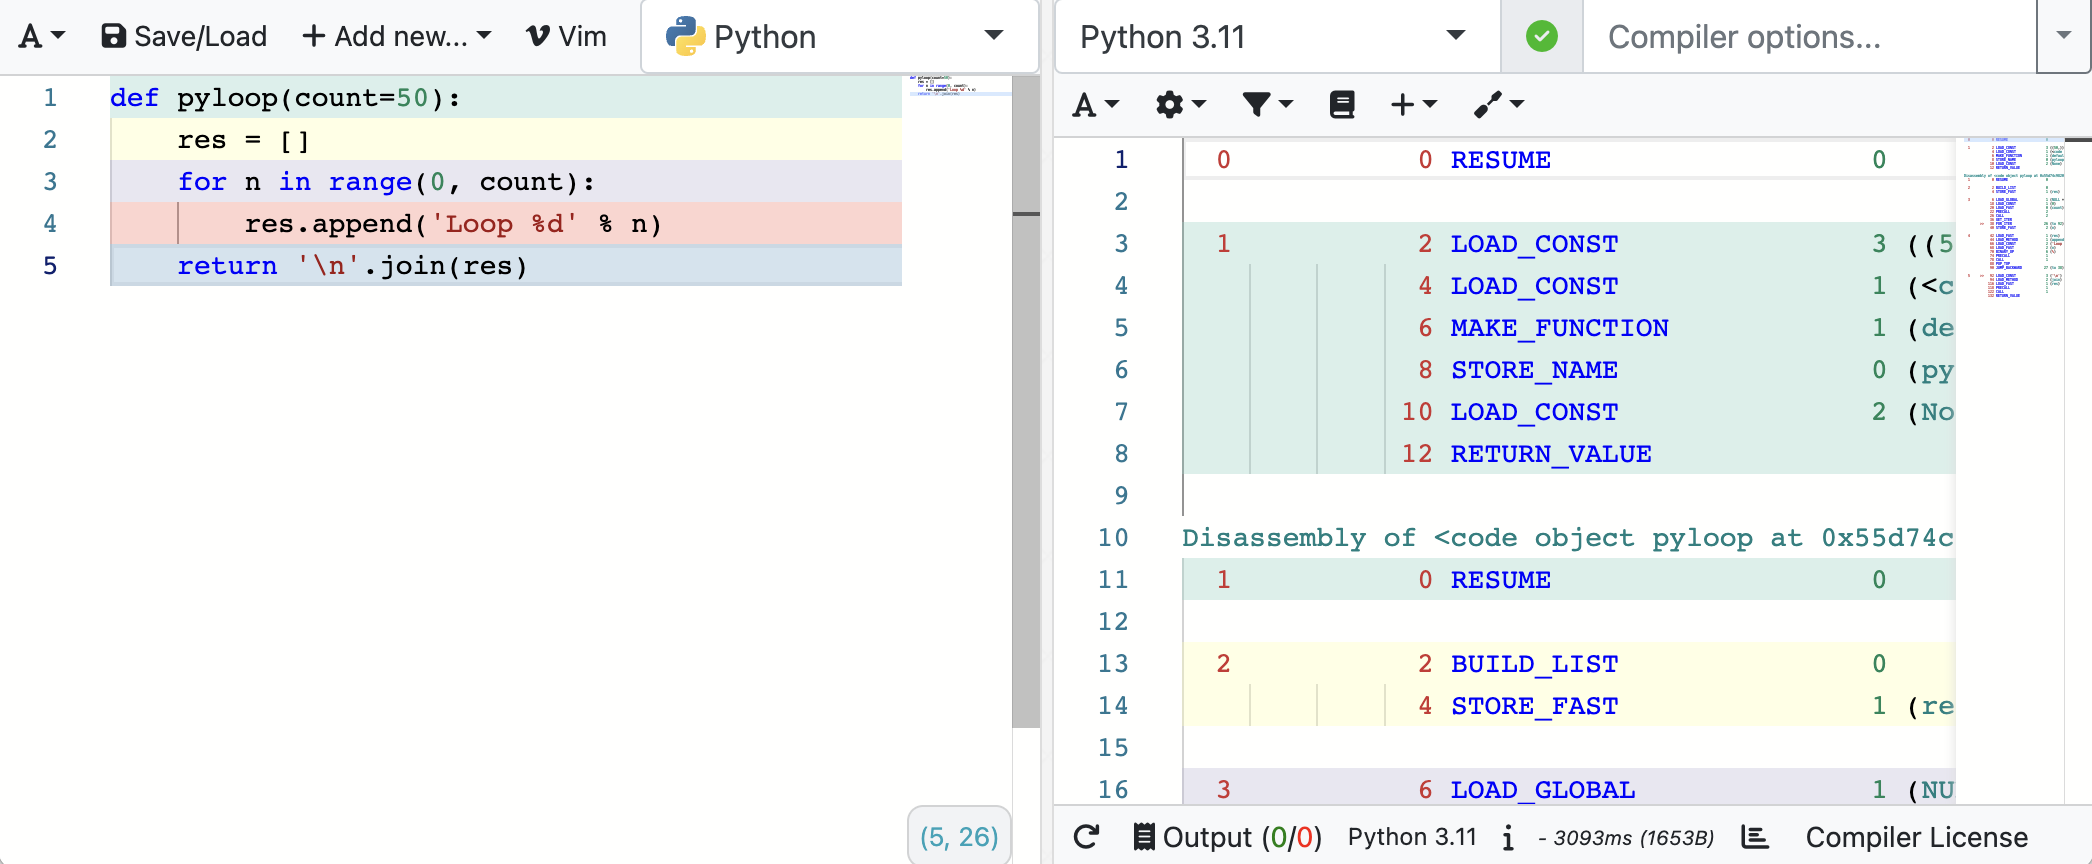 A Save/Load + Add new... Vim Python
1 def pyloop(count=50):
2 res = []
3 for n in range(0, count):
4 res.append('Loop %d' % n)
5 return '\n'.join(res)
(5, 26)
Python 3.11 Compiler options...
A
1 0 0 RESUME 0
2
3 1 2 LOAD_CONST 3 ((5
4 4 LOAD_CONST 1 (<c
5 6 MAKE_FUNCTION 1 (de
6 8 STORE_NAME 0 (py
7 10 LOAD_CONST 2 (No
8 12 RETURN_VALUE
9
10 Disassembly of <code object pyloop at 0x55d74c
11 1 0 RESUME 0
12
13 2 2 BUILD_LIST 0
14 4 STORE_FAST 1 (re
15
16 3 6 LOAD_GLOBAL 1 (NU
Output (0/0) Python 3.11 i - 3093ms (1653B) Compiler License